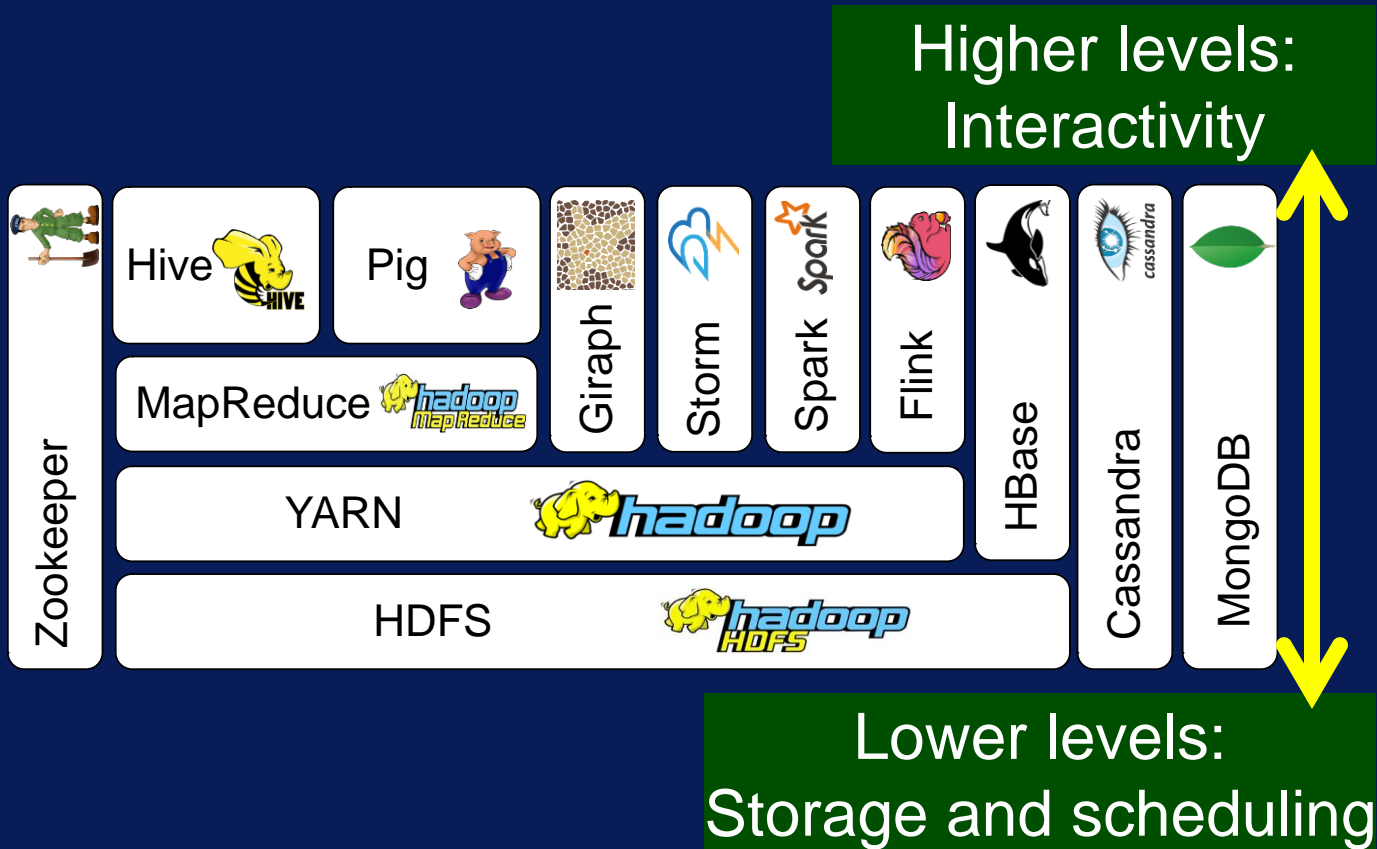 Higher levels:
Interactivity
Zookeeper
Hive
HIVE
Pig
Giraph
Storm
Spark
Spark
Flink
HBase
cassandra
Cassandra
MongoDB
MapReduce
hadoop
Map Reduce
YARN
hadoop
HDFS
hadoop
HDFS
Lower levels:
Storage and scheduling